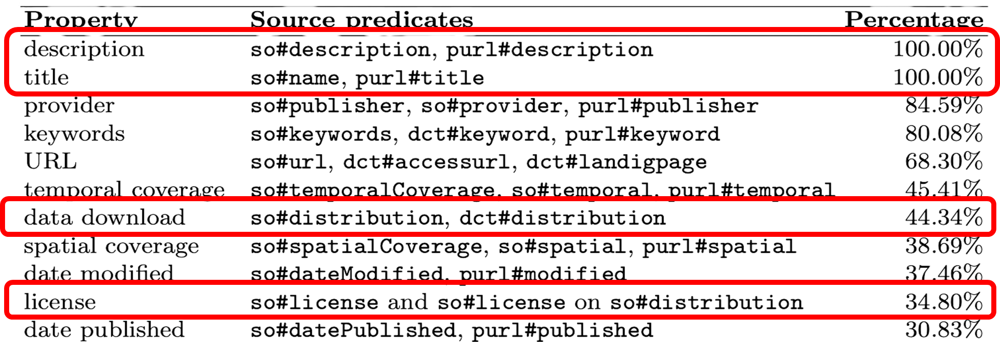 Property Source predicates Percentage
description so#description, purl#description 100.00%
title so#name, purl#title 100.00%
provider so#publisher, so#provider, purl#publisher 84.59%
keywords so#keywords, dct#keyword, purl#keyword 80.08%
URL so#url, dct#accessurl, dct#landigpage 68.30%
temporal coverage so#temporalCoverage, so#temporal, purl#temporal 45.41%
data download so#distribution, dct#distribution 44.34%
spatial coverage so#spatialCoverage, so#spatial, purl#spatial 38.69%
date modified so#dateModified, purl#modified 37.46%
license so#license and so#license on so#distribution 34.80%
date published so#datePublished, purl#published 30.83%